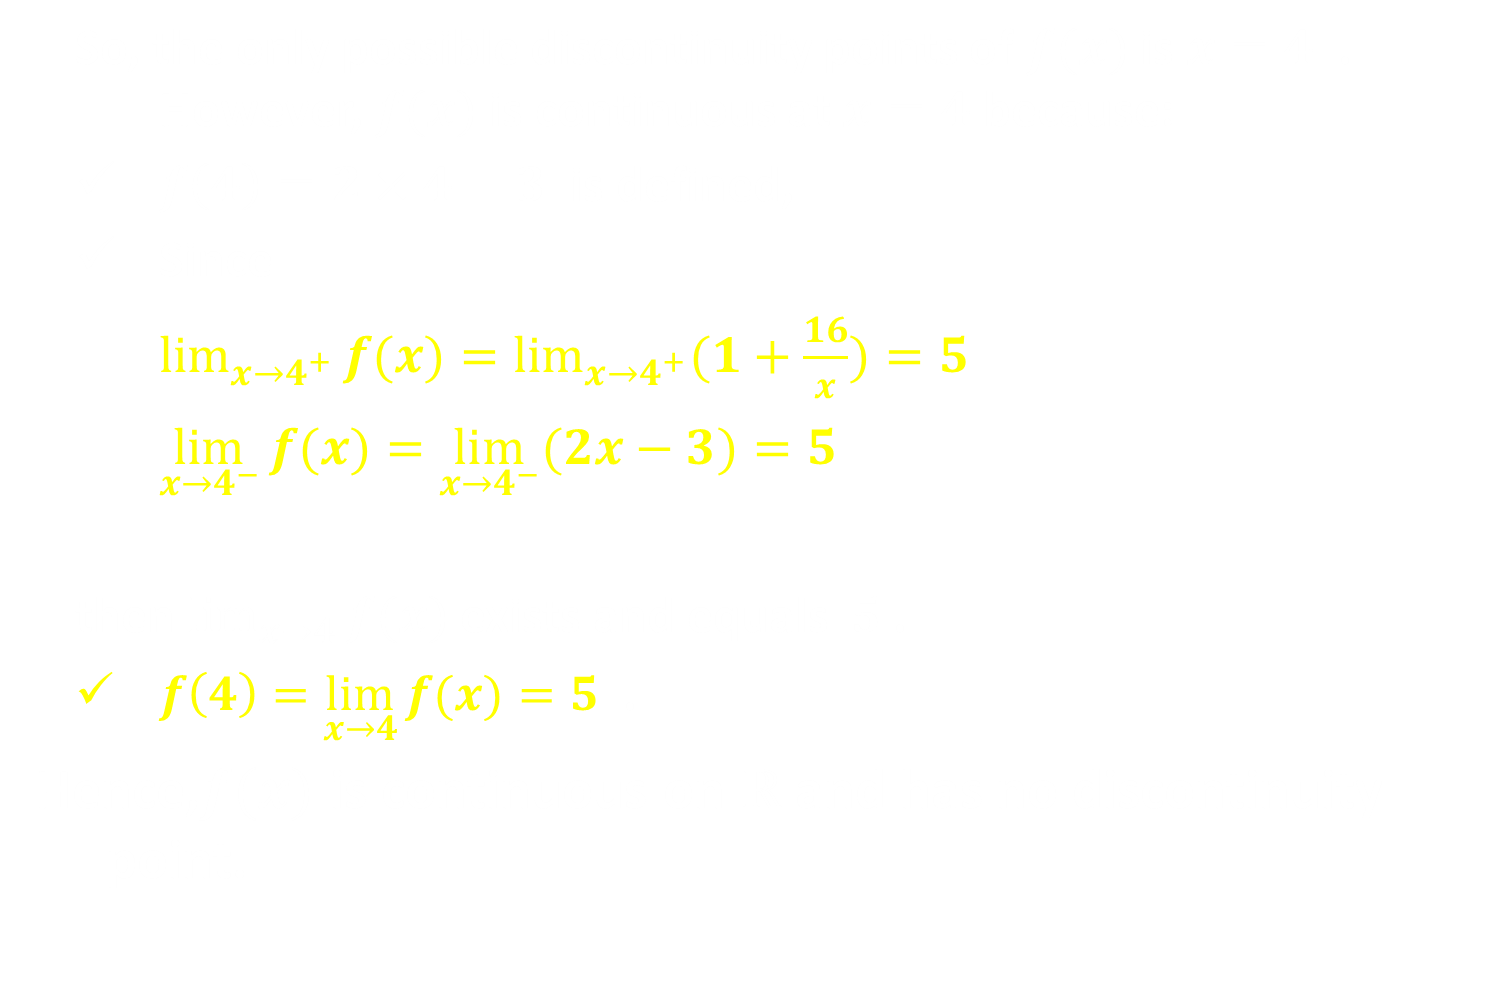 lim_{x→4⁺} f(x) = lim_{x→4⁺} (1 + 16/x) = 5
lim_{x→4⁻} f(x) = lim_{x→4⁻} (2x − 3) = 5
✓ f(4) = lim_{x→4} f(x) = 5